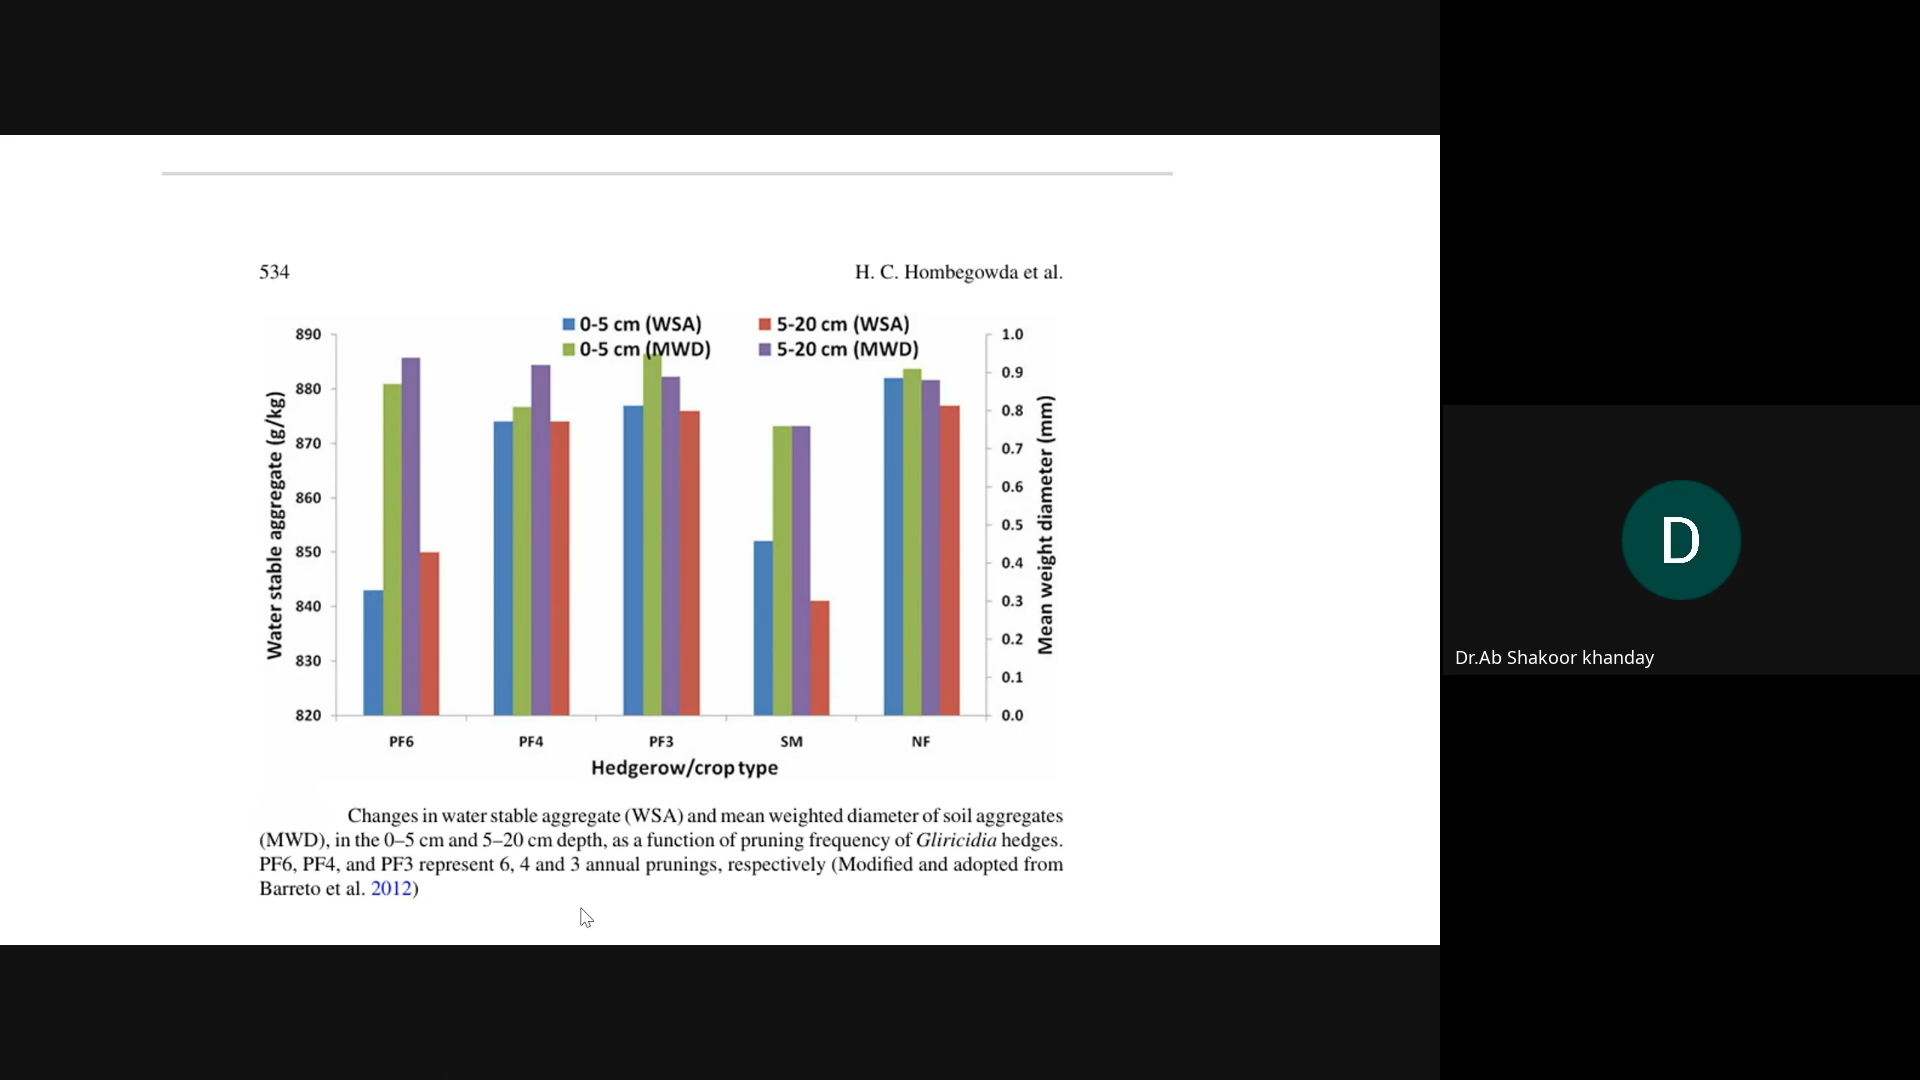 534 H. C. Hombegowda et al.
0-5 cm (WSA) 5-20 cm (WSA)
0-5 cm (MWD) 5-20 cm (MWD)
Water stable aggregate (g/kg)
890
880
870
860
850
840
830
820
1.0
0.9
0.8
0.7
0.6
0.5
0.4
0.3
0.2
0.1
0.0
Mean weight diameter (mm)
PF6 PF4 PF3 SM NF
Hedgerow/crop type
Changes in water stable aggregate (WSA) and mean weighted diameter of soil aggregates
(MWD), in the 0–5 cm and 5–20 cm depth, as a function of pruning frequency of Gliricidia hedges.
PF6, PF4, and PF3 represent 6, 4 and 3 annual prunings, respectively (Modified and adopted from
Barreto et al. 2012)
D
Dr.Ab Shakoor khanday